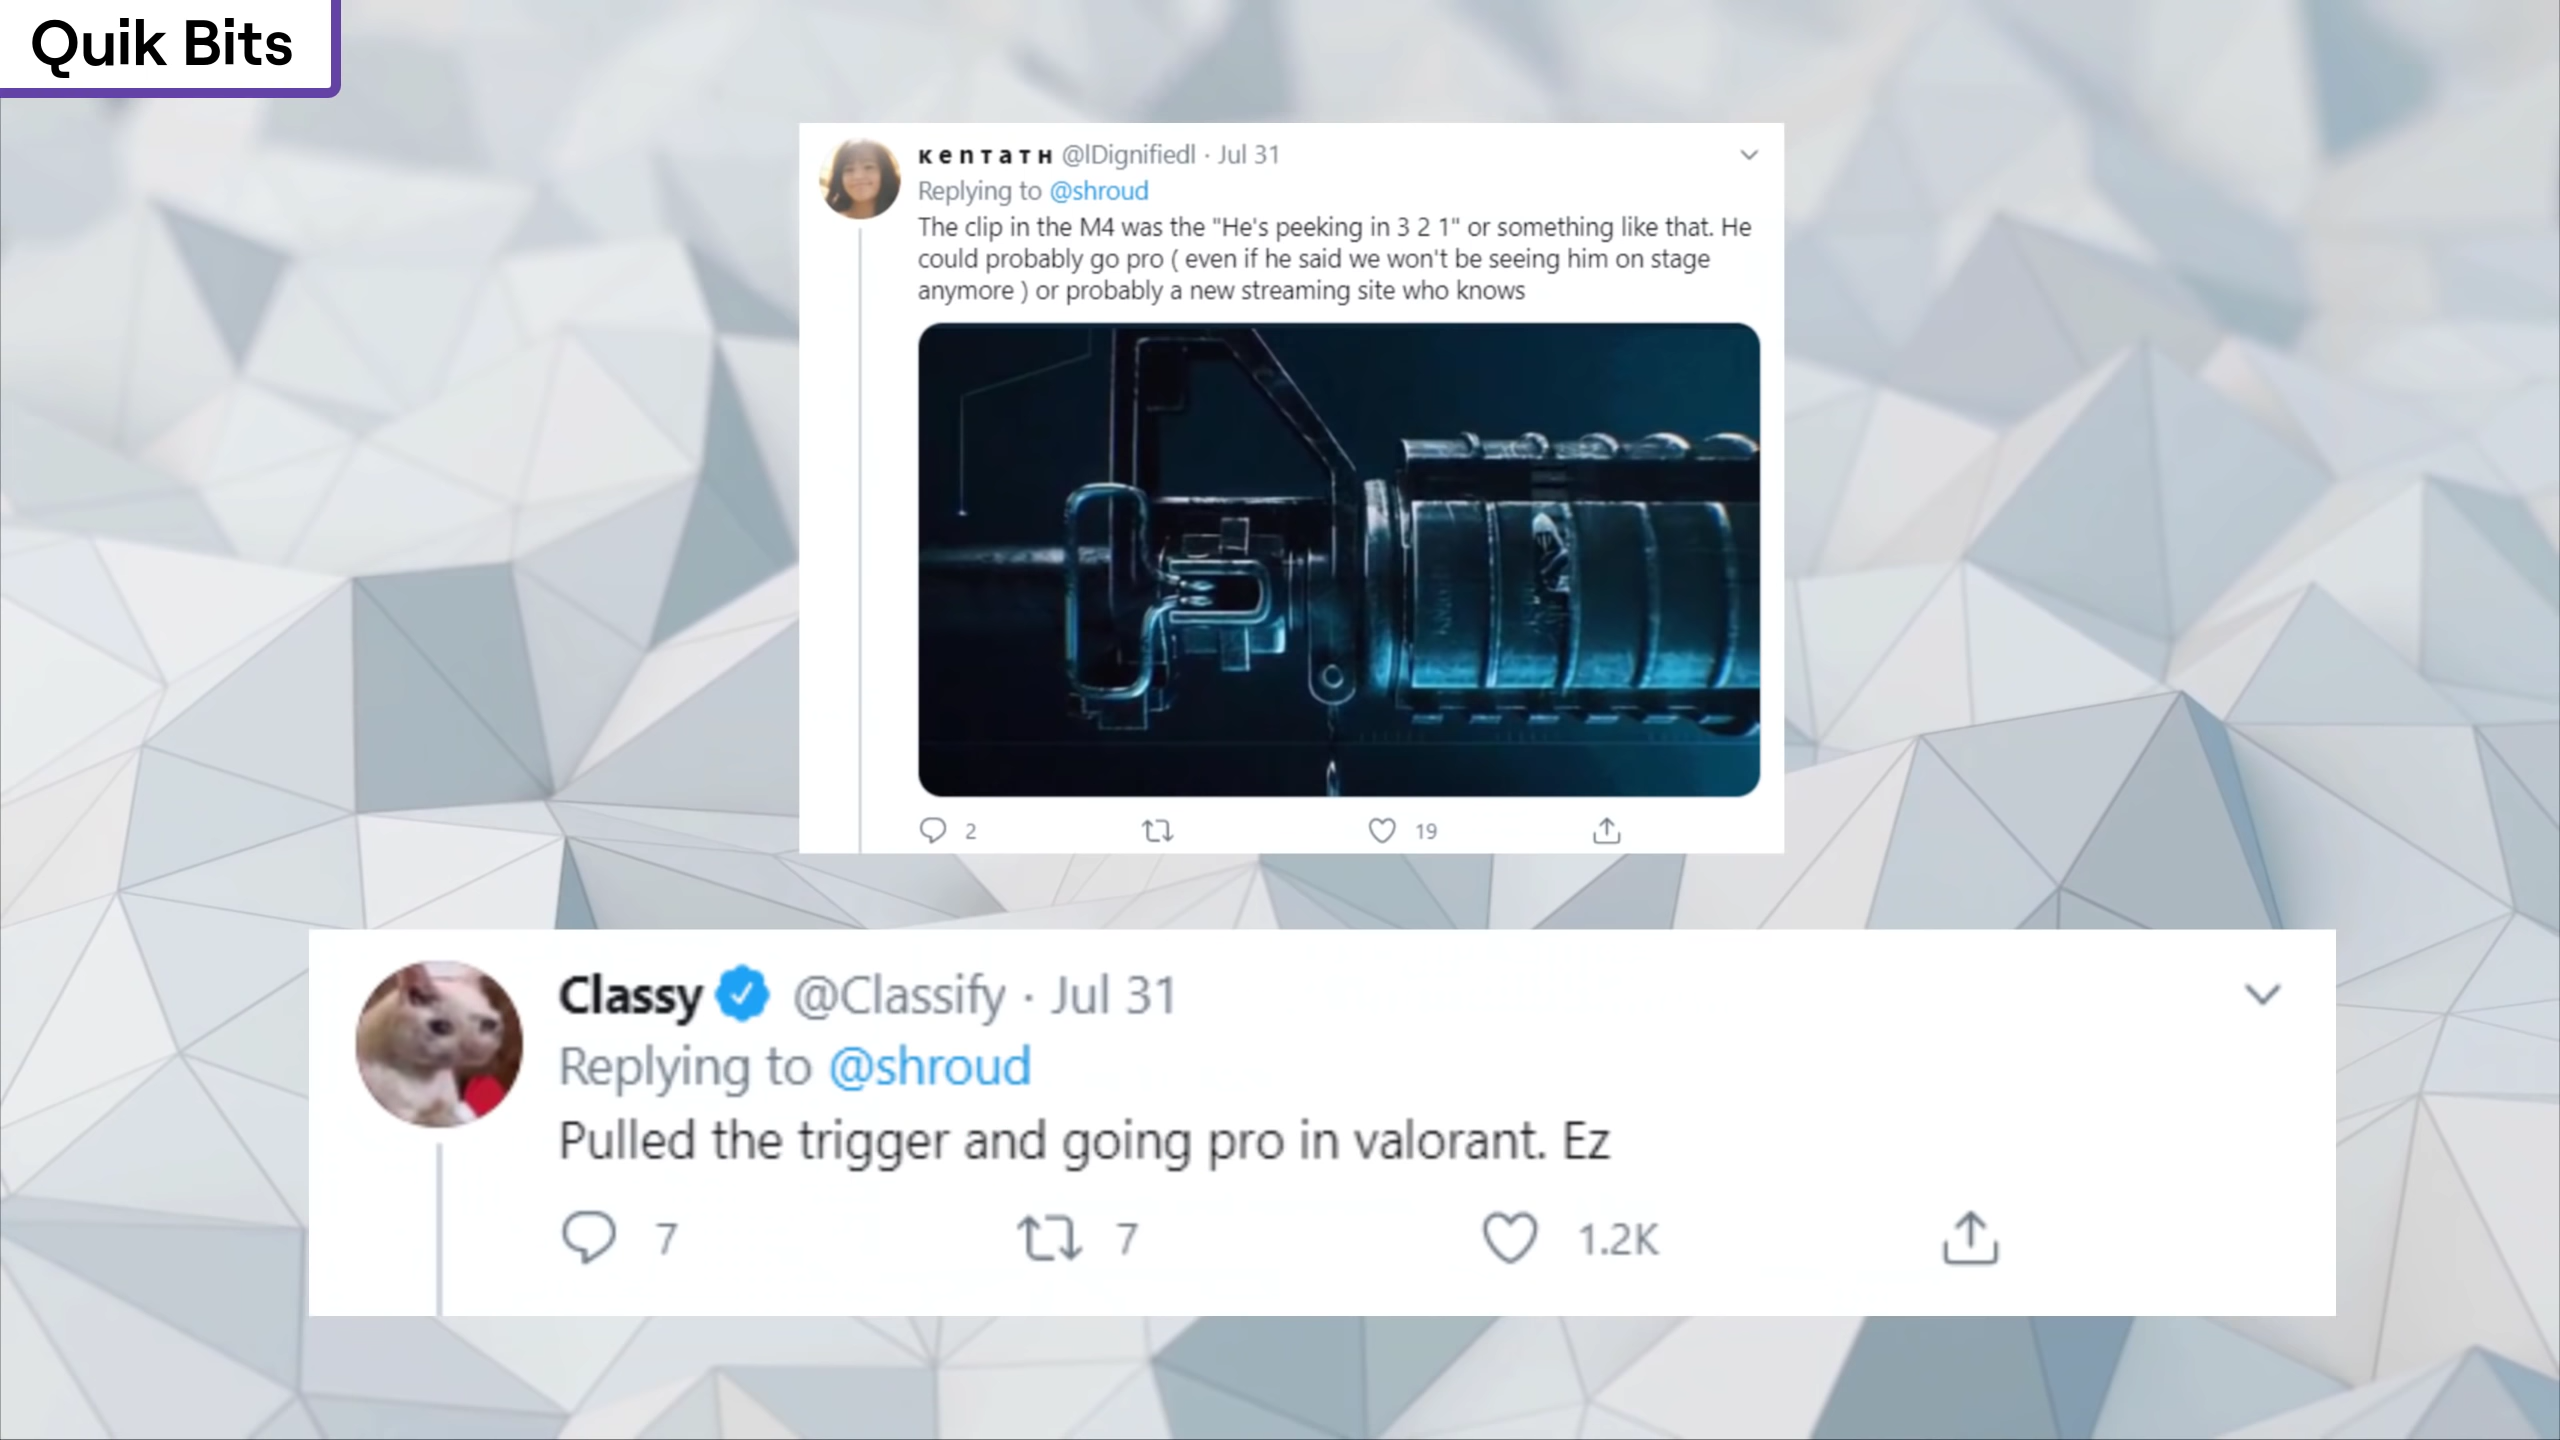 Quik Bits
кептатн @lDignifiedl · Jul 31
Replying to @shroud
The clip in the M4 was the "He's peeking in 3 2 1" or something like that. He
could probably go pro ( even if he said we won't be seeing him on stage
anymore ) or probably a new streaming site who knows
2 19
Classy @Classify · Jul 31
Replying to @shroud
Pulled the trigger and going pro in valorant. Ez
7 7 1.2K